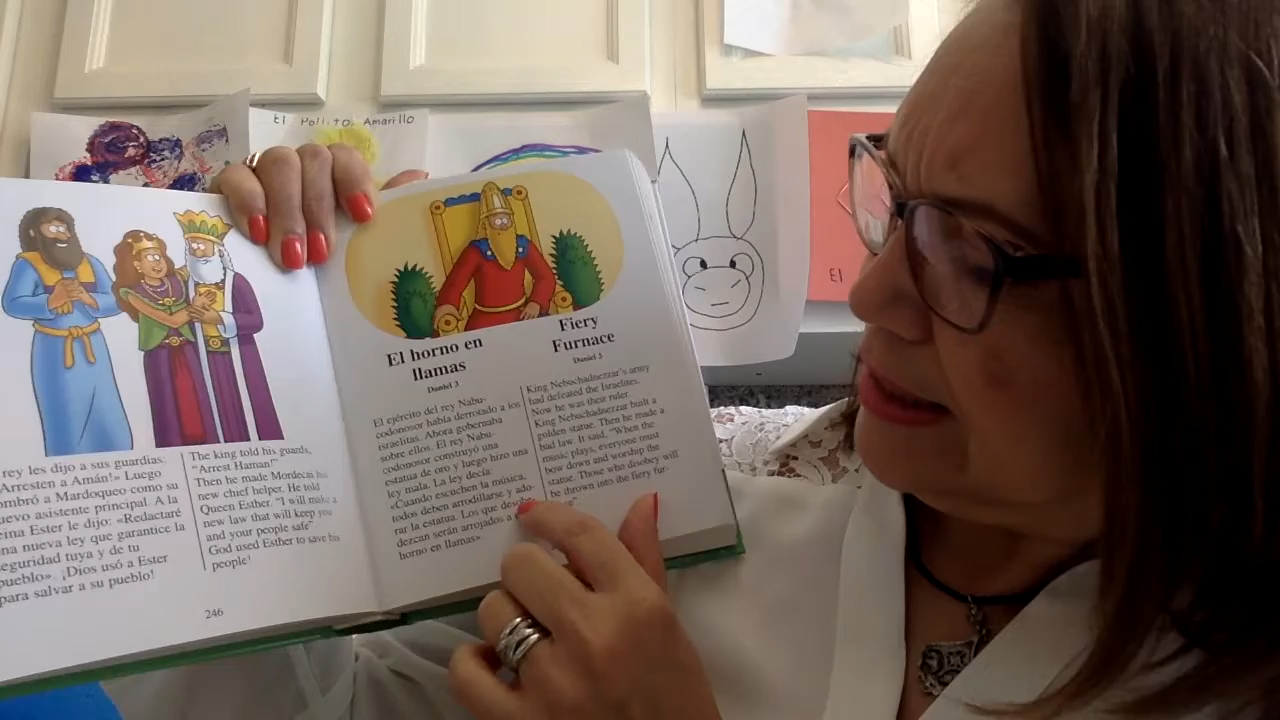 El Pollito Amarillo
El
rey les dijo a sus guardias:
Arresten a Amán!» Luego
ombró a Mardoqueo como su
uevo asistente principal. A la
eina Ester le dijo: «Redactaré
na nueva ley que garantice la
seguridad tuya y de tu
pueblo». ¡Dios usó a Ester
para salvar a su pueblo!
The king told his guards,
"Arrest Haman!"
Then he made Mordecai his
new chief helper. He told
Queen Esther, "I will make a
new law that will keep you
and your people safe"
God used Esther to save his
people!
246
El horno en
llamas
Daniel 3
El ejército del rey Nabu-
codonosor había derrotado a los
israelitas. Ahora gobernaba
sobre ellos. El rey Nabu-
codonosor construyó una
estatua de oro y luego hizo una
ley mala. La ley decía:
«Cuando escuchen la música,
todos deben arrodillarse y ado-
rar la estatua. Los que desobe-
dezcan serán arrojados a
horno en llamas».
Fiery
Furnace
Daniel 3
King Nebuchadnezzar's army
had defeated the Israelites.
Now he was their ruler.
King Nebuchadnezzar built a
golden statue. Then he made a
bad law. It said, "When the
music plays, everyone must
bow down and worship the
statue. Those who disobey will
be thrown into the fiery fur-